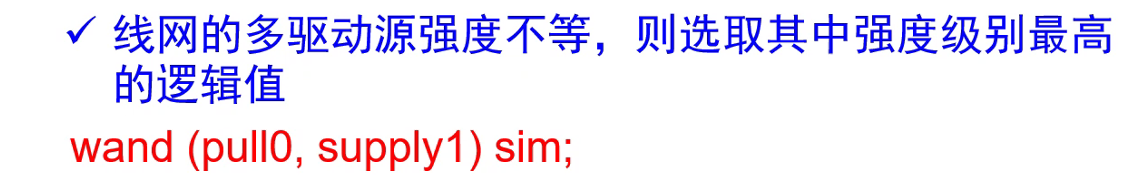 ✓ 线网的多驱动源强度不等，则选取其中强度级别最高
的逻辑值
wand (pull0, supply1) sim;